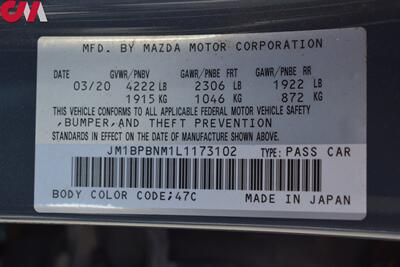 CM
MFD. BY MAZDA MOTOR CORPORATION
DATE GVWR/PNBV GAWR/PNBE FRT GAWR/PNBE RR
03/20 4222 LB 2306 LB 1922 LB
1915 KG 1046 KG 872 KG
THIS VEHICLE CONFORMS TO ALL APPLICABLE FEDERAL MOTOR VEHICLE SAFETY
,BUMPER,AND THEFT PREVENTION
STANDARDS IN EFFECT ON THE DATE OF MANUFACTURE SHOWN ABOVE.
JM1BPBNM1L1173102 TYPE: PASS CAR
BODY COLOR CODE;47C MADE IN JAPAN